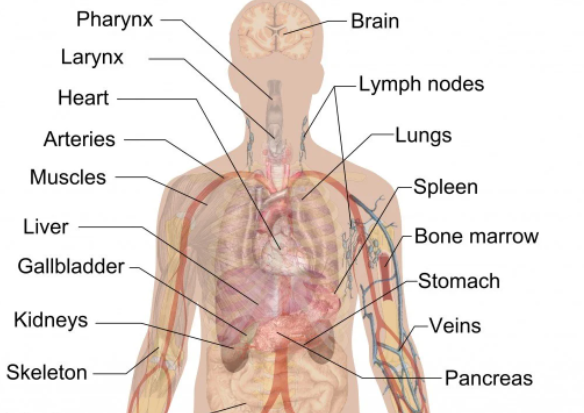 Pharynx
Brain
Larynx
Lymph nodes
Heart
Arteries
Lungs
Muscles
Spleen
Liver
Bone marrow
Gallbladder
Stomach
Kidneys
Veins
Skeleton
Pancreas